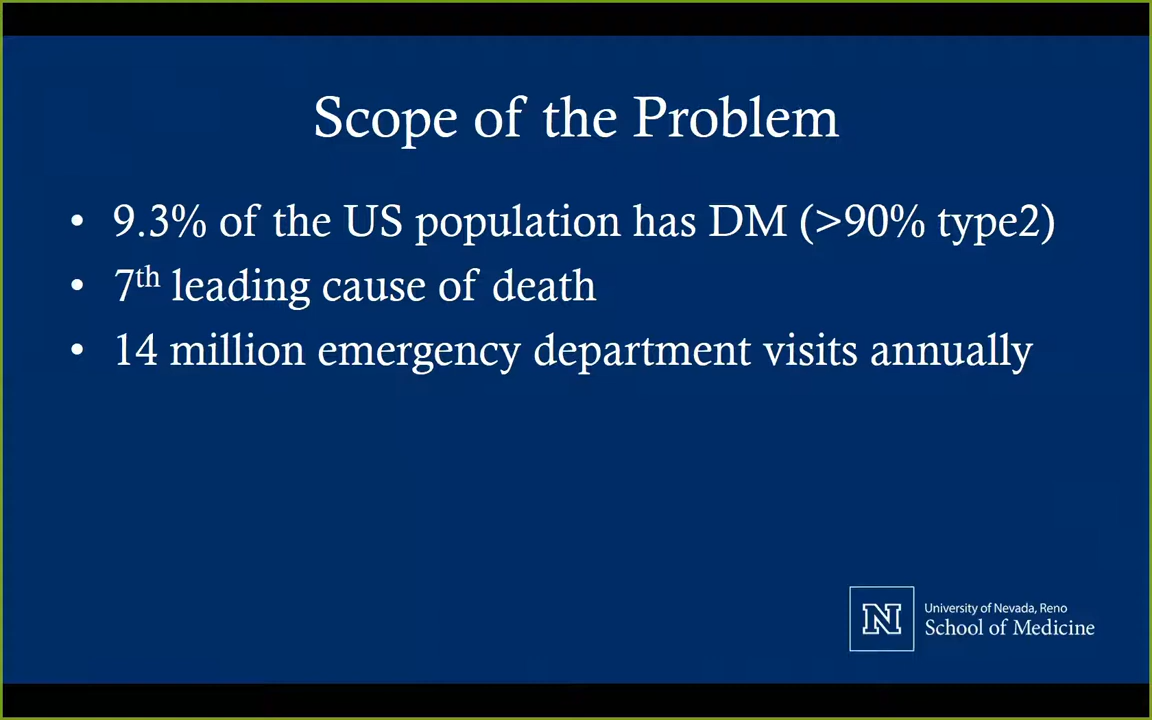 Scope of the Problem
• 9.3% of the US population has DM (>90% type2)
• 7th leading cause of death
• 14 million emergency department visits annually
N
University of Nevada, Reno
School of Medicine